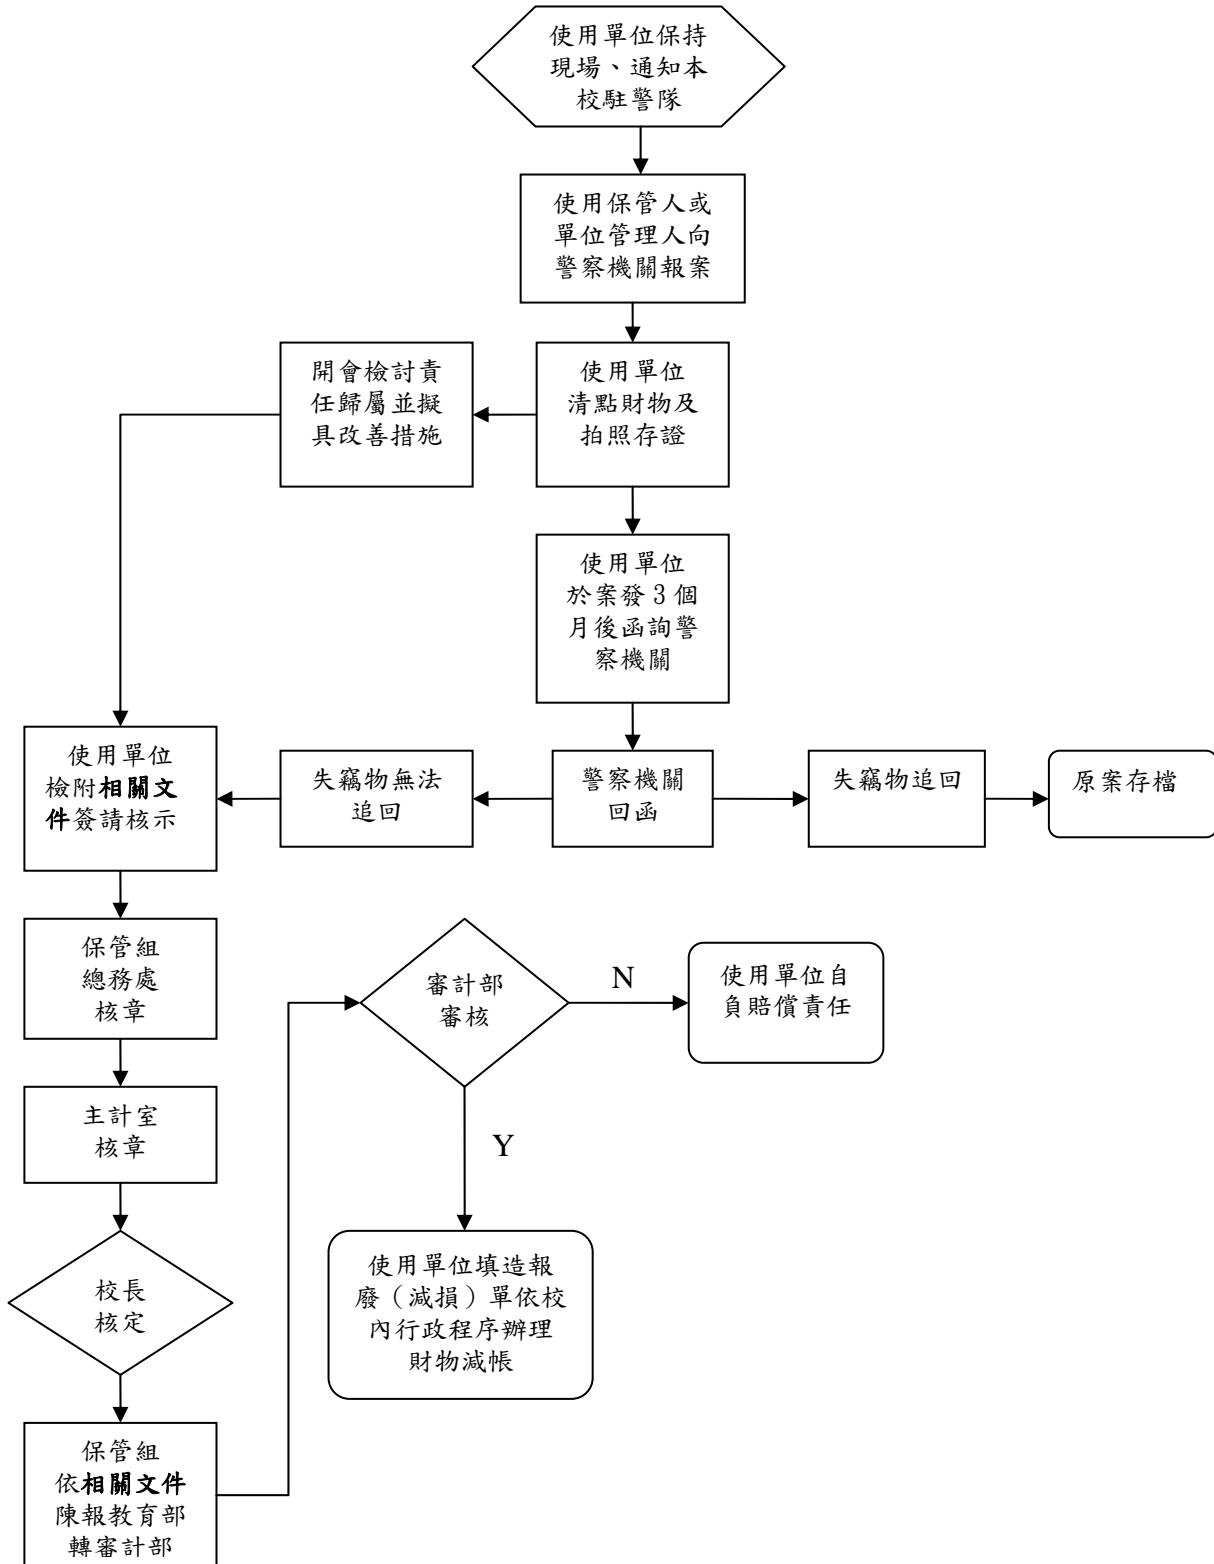 使用單位保持
現場、通知本
校駐警隊
使用保管人或
單位管理人向
警察機關報案
開會檢討責
任歸屬並擬
具改善措施
使用單位
清點財物及
拍照存證
使用單位
於案發 3 個
月後函詢警
察機關
使用單位
檢附相關文
件簽請核示
失竊物無法
追回
警察機關
回函
失竊物追回
原案存檔
保管組
總務處
核章
審計部
審核
N
使用單位自
負賠償責任
主計室
核章
Y
校長
核定
使用單位填造報
廢（減損）單依校
內行政程序辦理
財物減帳
保管組
依相關文件
陳報教育部
轉審計部